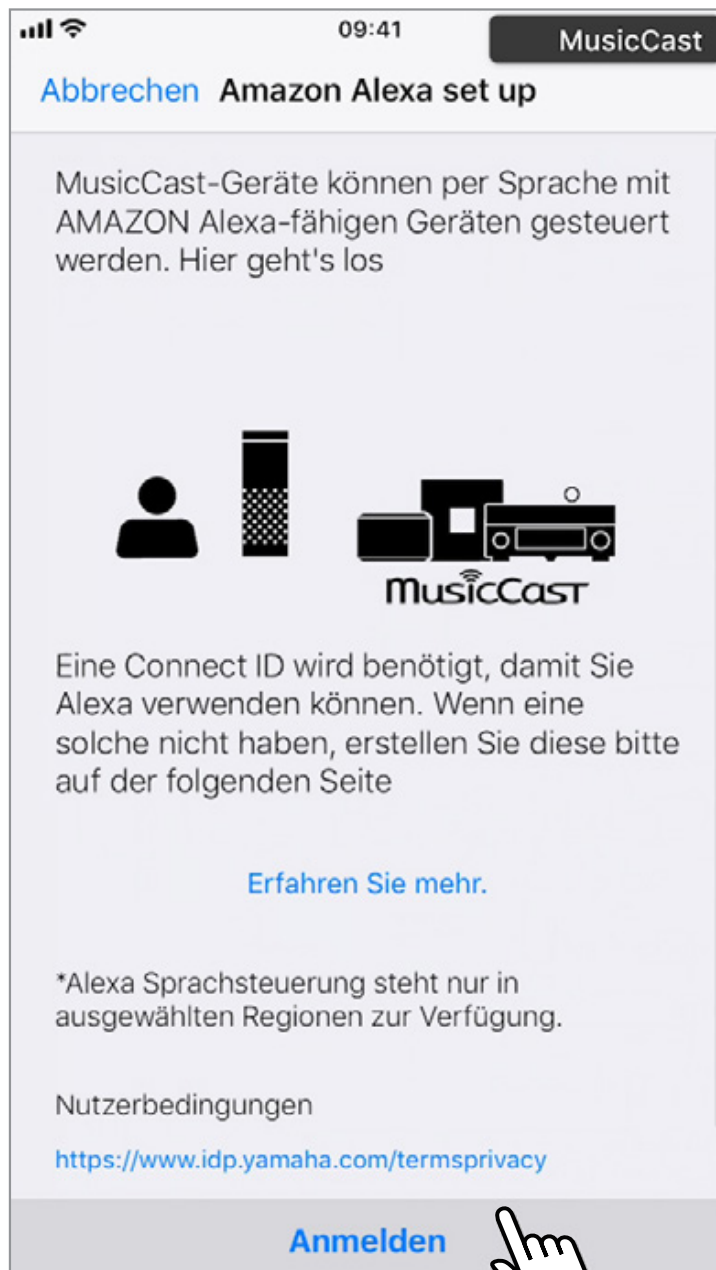 09:41
MusicCast
Abbrechen Amazon Alexa set up
MusicCast-Geräte können per Sprache mit
AMAZON Alexa-fähigen Geräten gesteuert
werden. Hier geht's los
MusicCast
Eine Connect ID wird benötigt, damit Sie
Alexa verwenden können. Wenn eine
solche nicht haben, erstellen Sie diese bitte
auf der folgenden Seite
Erfahren Sie mehr.
*Alexa Sprachsteuerung steht nur in
ausgewählten Regionen zur Verfügung.
Nutzerbedingungen
https://www.idp.yamaha.com/termsprivacy
Anmelden